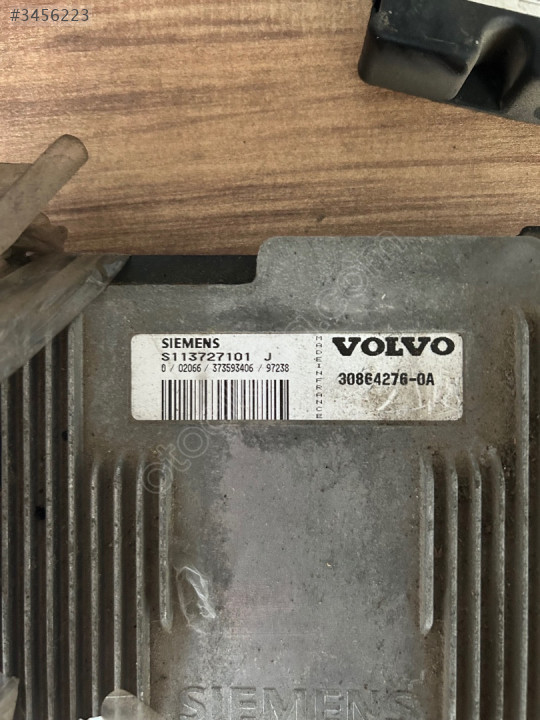 #3456223
SIEMENS
S113727101 J
0 / 02066 / 373593406 / 97238
MADE IN FRANCE
VOLVO
30864276-0A
SIEMENS